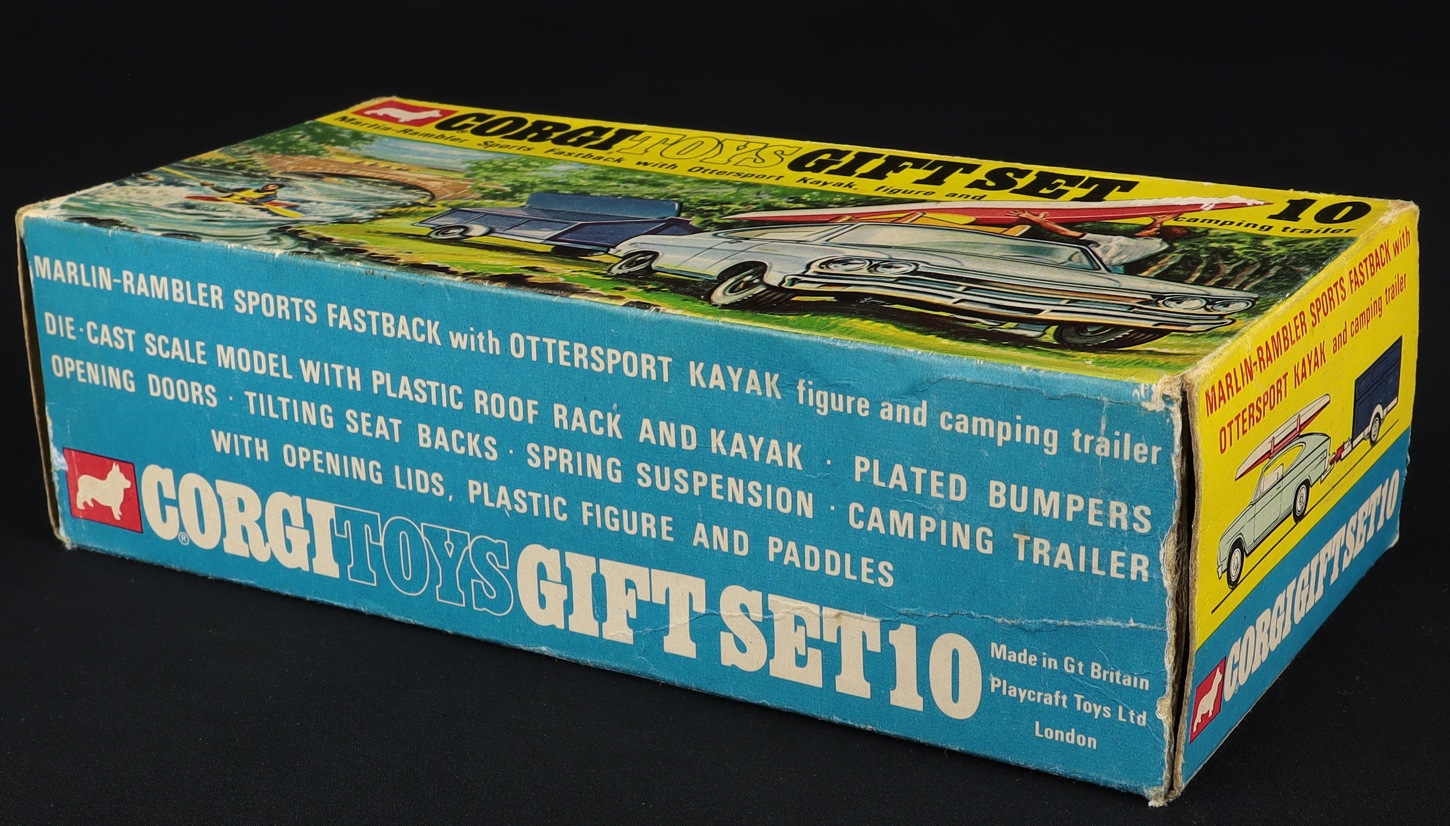 CORGI TOYS GIFT SET 10
Marlin-Rambler Sports Fastback with Ottersport Kayak, figure and camping trailer
MARLIN-RAMBLER SPORTS FASTBACK with OTTERSPORT KAYAK figure and camping trailer
DIE·CAST SCALE MODEL WITH PLASTIC ROOF RACK AND KAYAK · PLATED BUMPERS
OPENING DOORS · TILTING SEAT BACKS · SPRING SUSPENSION · CAMPING TRAILER
WITH OPENING LIDS, PLASTIC FIGURE AND PADDLES
®CORGI TOYS GIFT SET 10
Made in Gt Britain
Playcraft Toys Ltd
London
MARLIN-RAMBLER SPORTS FASTBACK with
OTTERSPORT KAYAK and camping trailer
CORGI GIFT SET 10